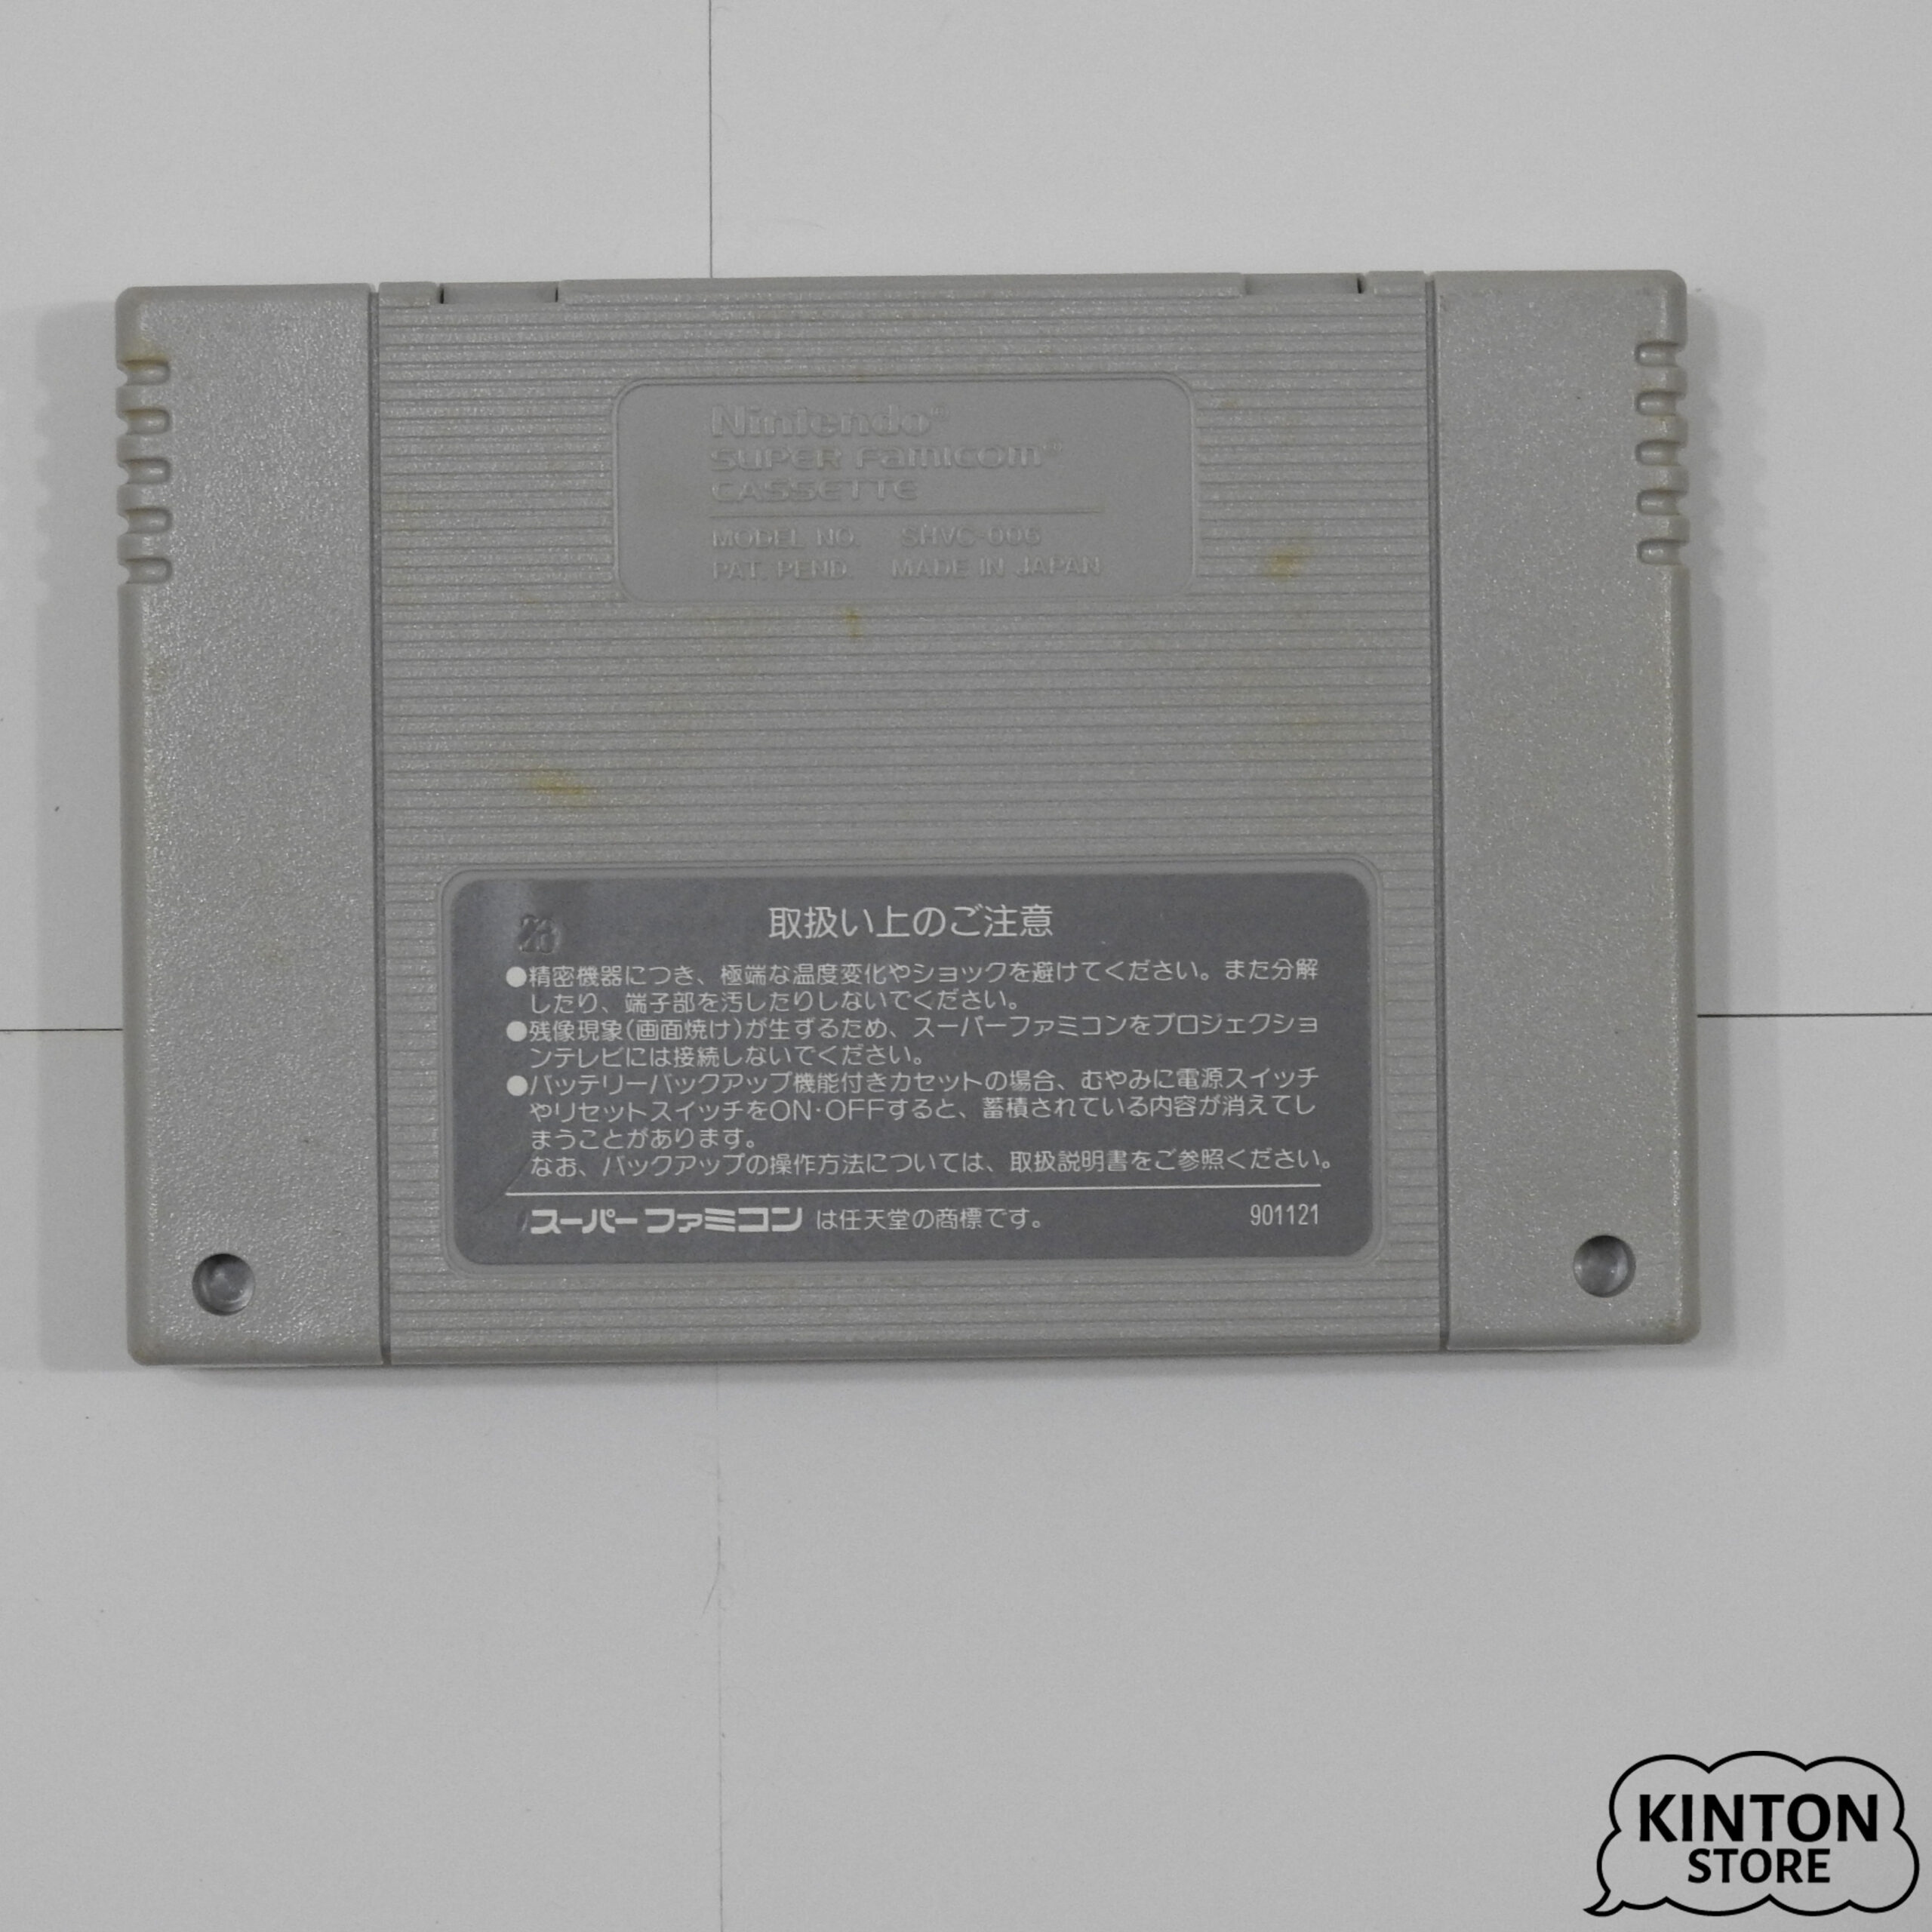 Nintendo®
SUPER FAMICOM®
CASSETTE
MODEL NO. SHVC-006
PAT. PEND. MADE IN JAPAN
取扱い上のご注意
●精密機器につき、極端な温度変化やショックを避けてください。また分解
したり、端子部を汚したりしないでください。
●残像現象(画面焼け)が生ずるため、スーパーファミコンをプロジェクショ
ンテレビには接続しないでください。
●バッテリーバックアップ機能付きカセットの場合、むやみに電源スイッチ
やリセットスイッチをON·OFFすると、蓄積されている内容が消えてし
まうことがあります。
なお、バックアップの操作方法については、取扱説明書をご参照ください。
スーパーファミコン は任天堂の商標です。 901121
KINTON
STORE